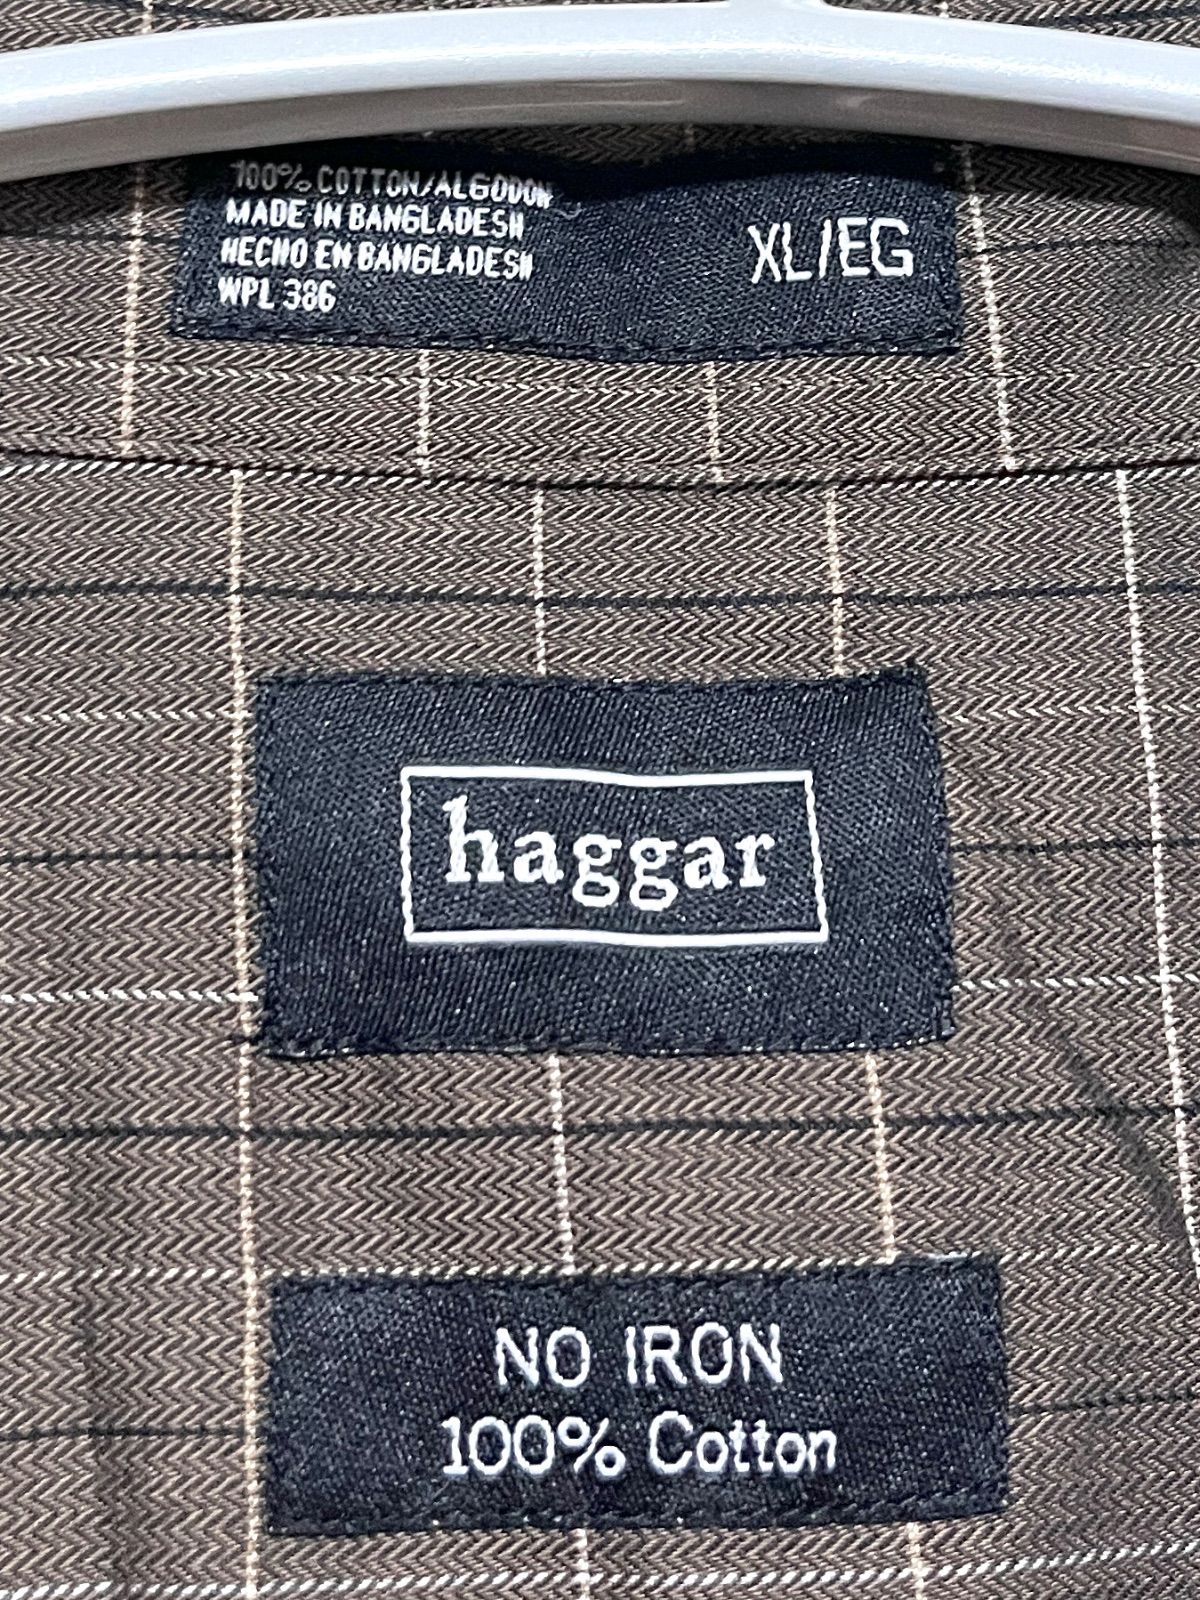 100% COTTON/ALGODON
MADE IN BANGLADESH
HECHO EN BANGLADESH
WPL 386
XL/EG
haggar
NO IRON
100% Cotton